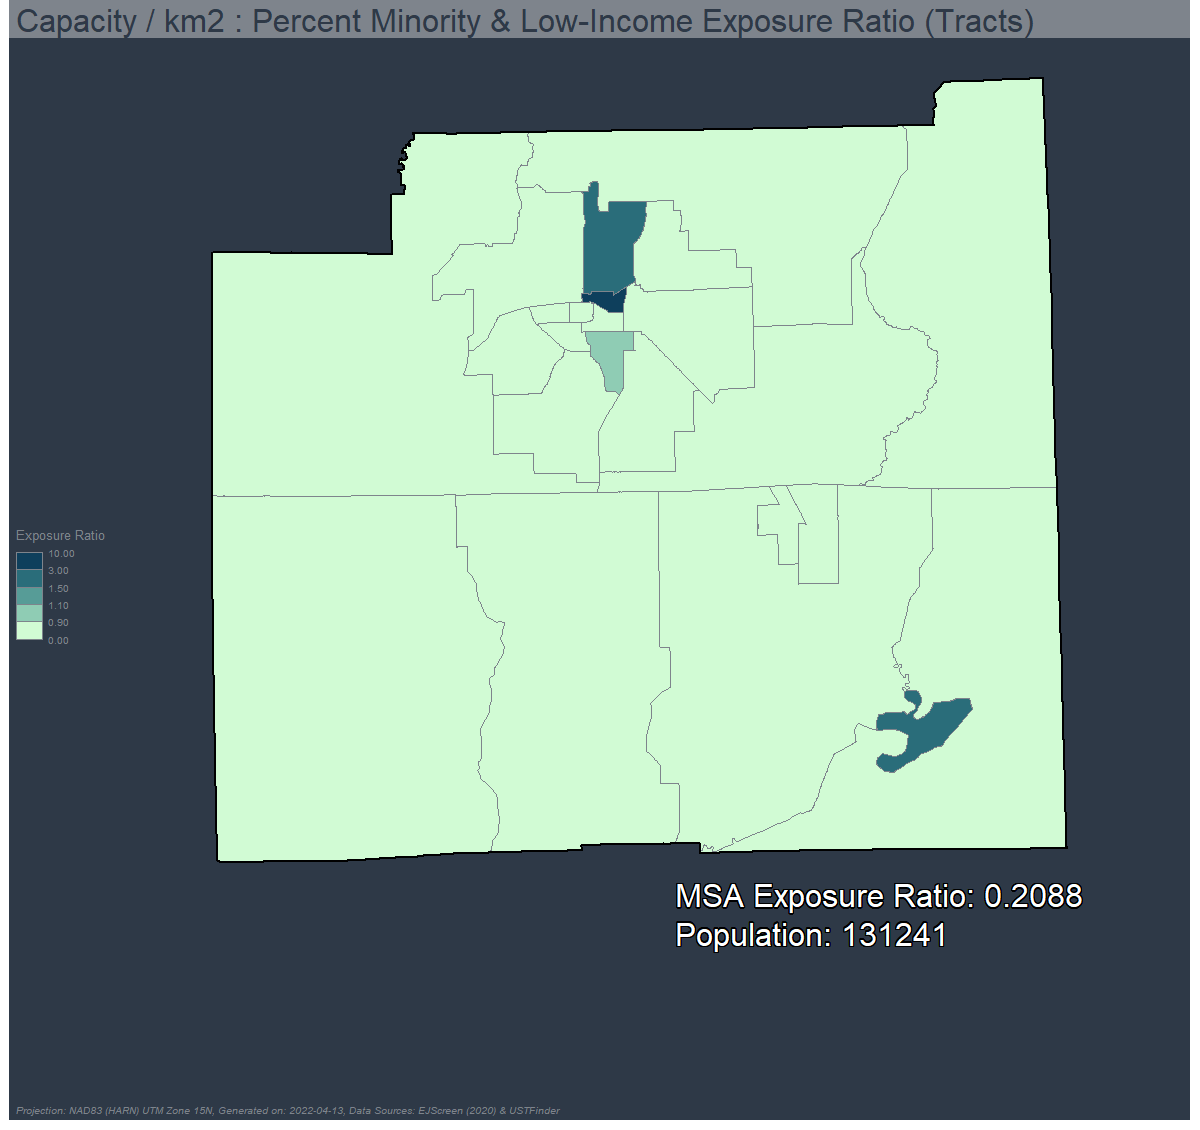 Capacity / km2 : Percent Minority & Low-Income Exposure Ratio (Tracts)
Exposure Ratio
10.00
3.00
1.50
1.10
0.90
0.00
MSA Exposure Ratio: 0.2088
Population: 131241
Projection: NAD83 (HARN) UTM Zone 15N, Generated on: 2022-04-13, Data Sources: EJScreen (2020) & USTFinder